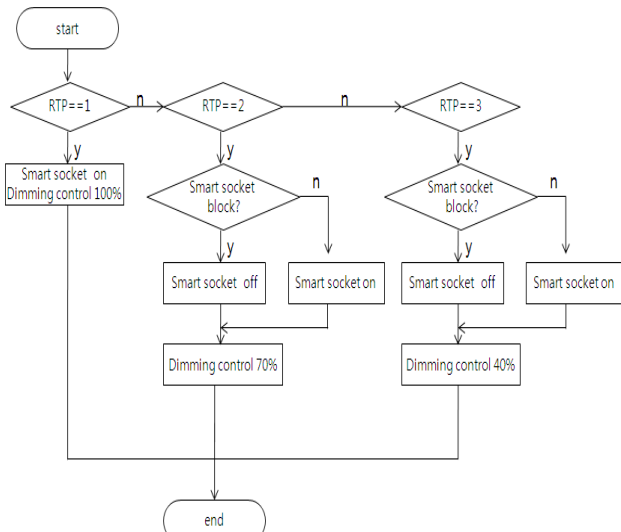 start
RTP==1
n
RTP==2
n
RTP==3
y
y
y
Smart socket on
Dimming control 100%
Smart socket
block?
n
Smart socket
block?
n
y
y
Smart socket off
Smart socket on
Smart socket off
Smart socket on
Dimming control 70%
Dimming control 40%
end